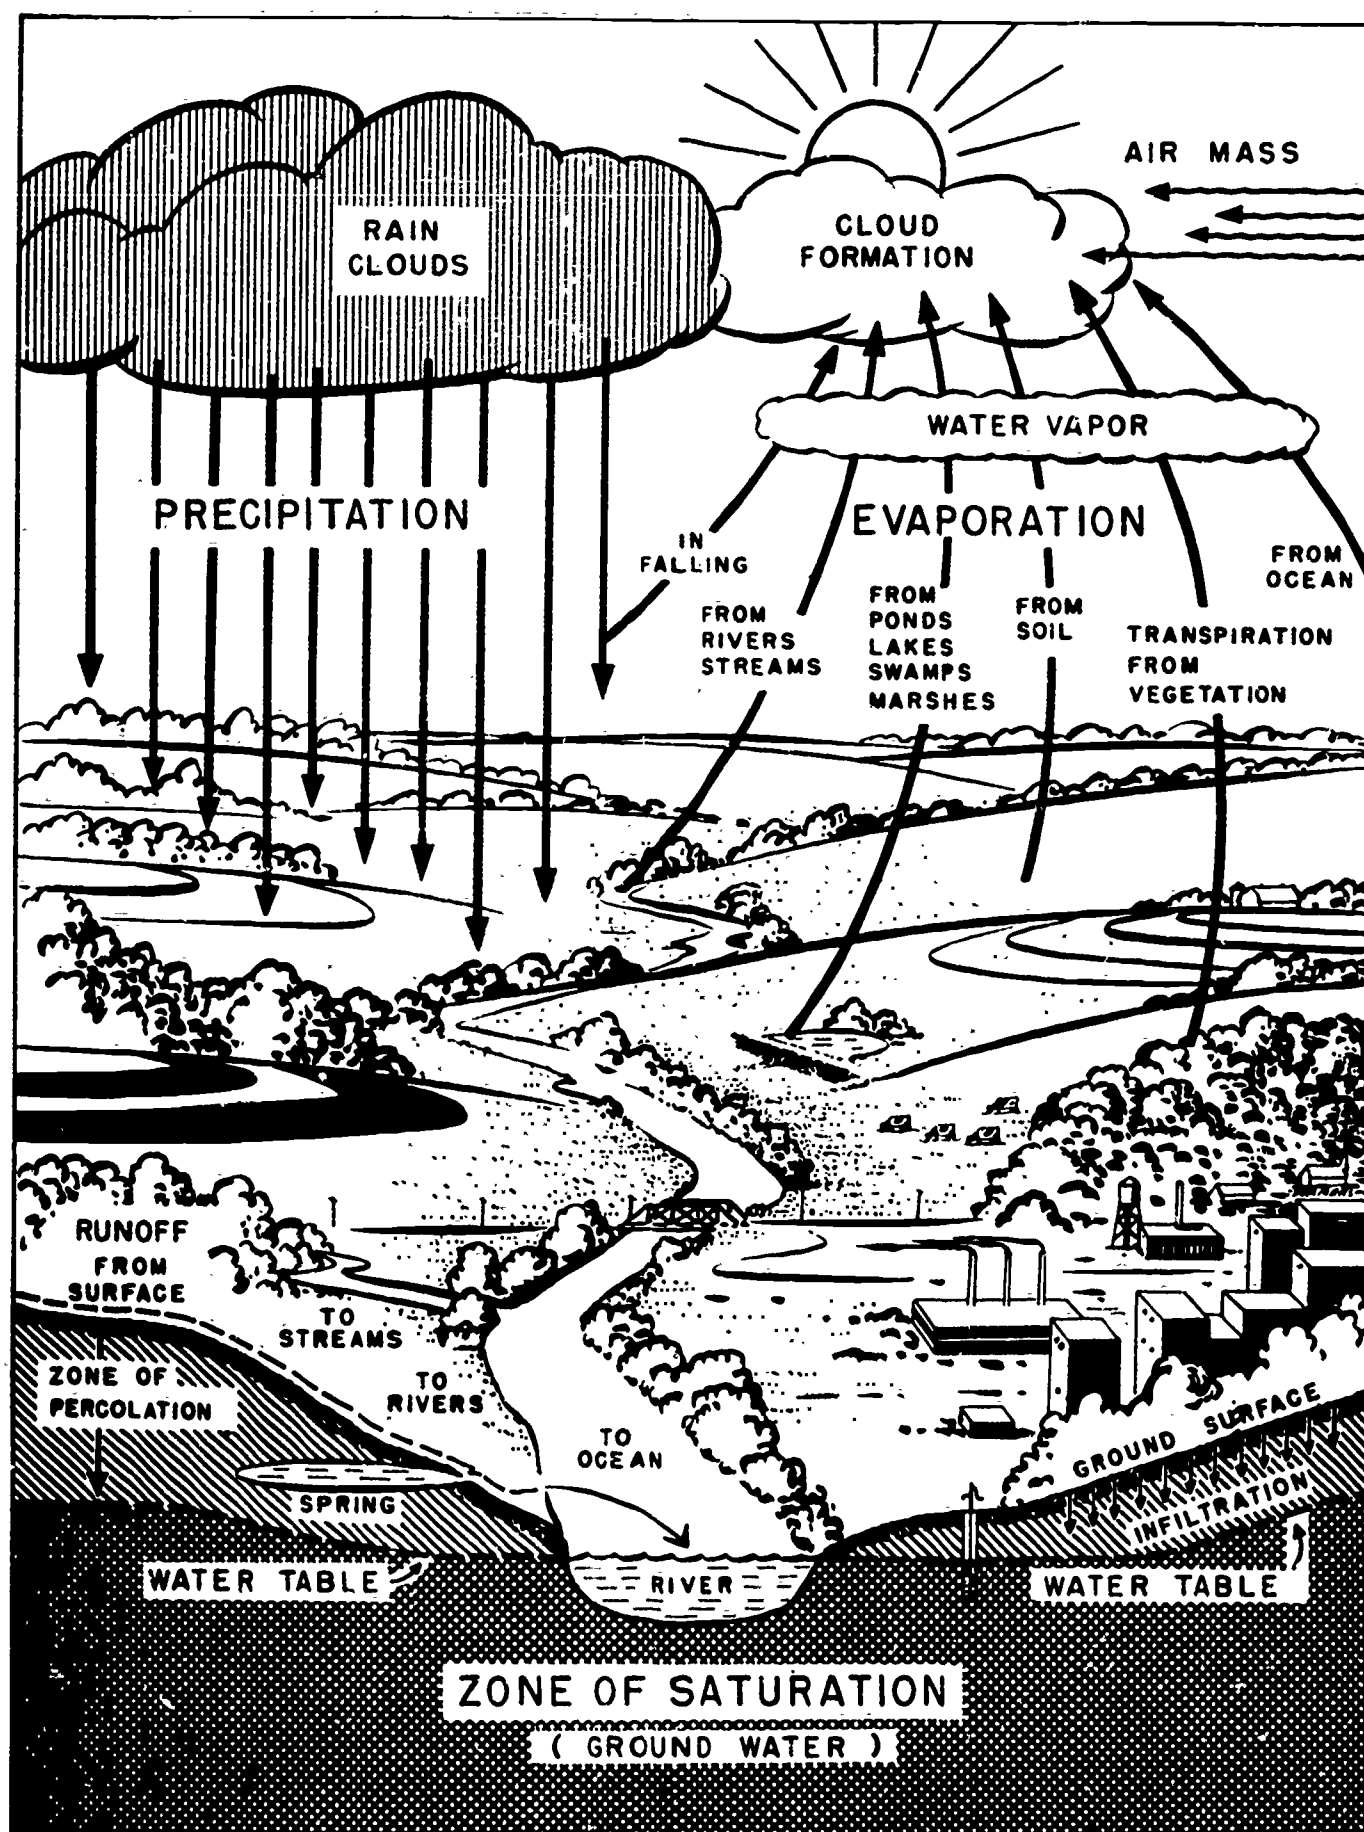 AIR MASS
RAIN
CLOUDS
CLOUD
FORMATION
WATER VAPOR
PRECIPITATION
EVAPORATION
IN
FALLING
FROM
RIVERS
STREAMS
FROM
PONDS
LAKES
SWAMPS
MARSHES
FROM
SOIL
TRANSPIRATION
FROM
VEGETATION
FROM
OCEAN
RUNOFF
FROM
SURFACE
TO
STREAMS
TO
RIVERS
TO
OCEAN
ZONE OF
PERCOLATION
SPRING
GROUND SURFACE
INFILTRATION
WATER TABLE
RIVER
WATER TABLE
ZONE OF SATURATION
( GROUND WATER )